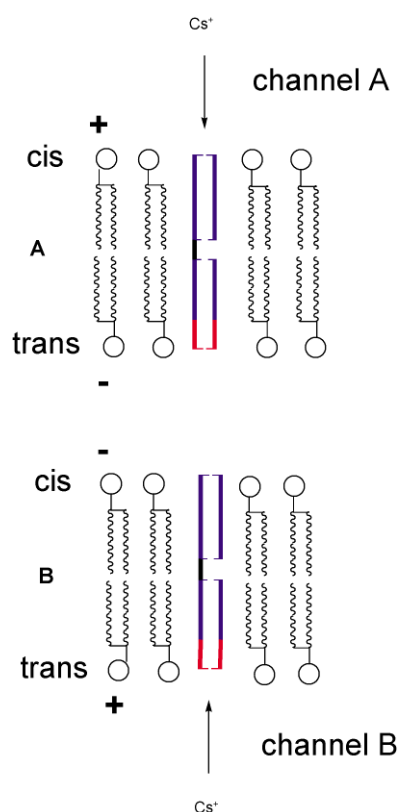 Cs⁺
channel A
+
cis
A
trans
-
-
cis
B
trans
+
channel B
Cs⁺